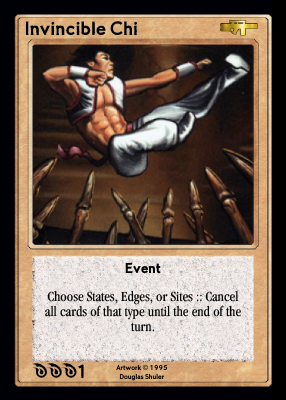 Invincible Chi
Event
Choose States, Edges, or Sites :: Cancel
all cards of that type until the end of the
turn.
1
Artwork © 1995
Douglas Shuler